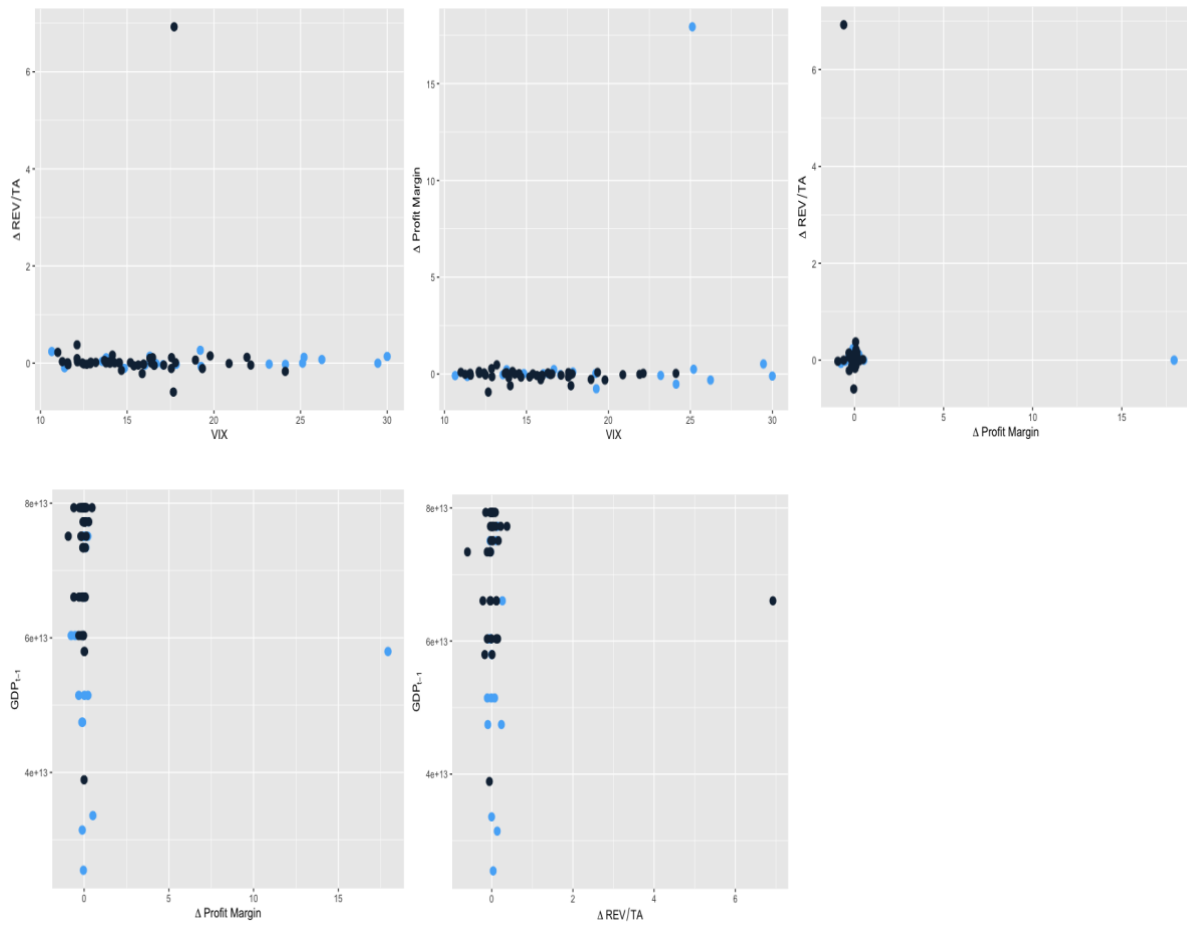 6
4
2
0
Δ REV/TA
10
15
20
25
30
VIX
15
10
5
0
Δ Profit Margin
10
15
20
25
30
VIX
6
4
2
0
Δ REV/TA
0
5
10
15
Δ Profit Margin
8e+13
6e+13
4e+13
GDPₜ₋₁
0
5
10
15
Δ Profit Margin
8e+13
6e+13
4e+13
GDPₜ₋₁
0
2
4
6
Δ REV/TA